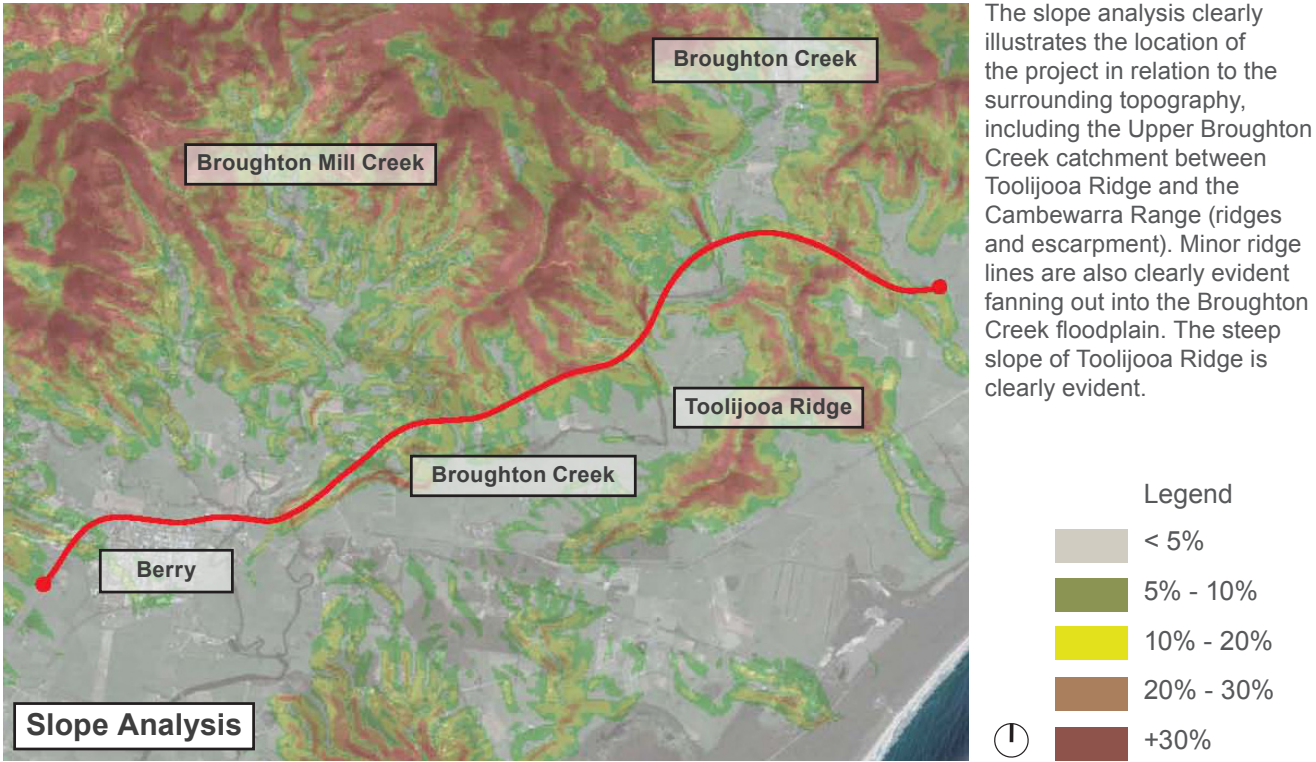 Broughton Creek
Broughton Mill Creek
Toolijooa Ridge
Broughton Creek
Berry
Slope Analysis
The slope analysis clearly
illustrates the location of
the project in relation to the
surrounding topography,
including the Upper Broughton
Creek catchment between
Toolijooa Ridge and the
Cambewarra Range (ridges
and escarpment). Minor ridge
lines are also clearly evident
fanning out into the Broughton
Creek floodplain. The steep
slope of Toolijooa Ridge is
clearly evident.
Legend
< 5%
5% - 10%
10% - 20%
20% - 30%
+30%